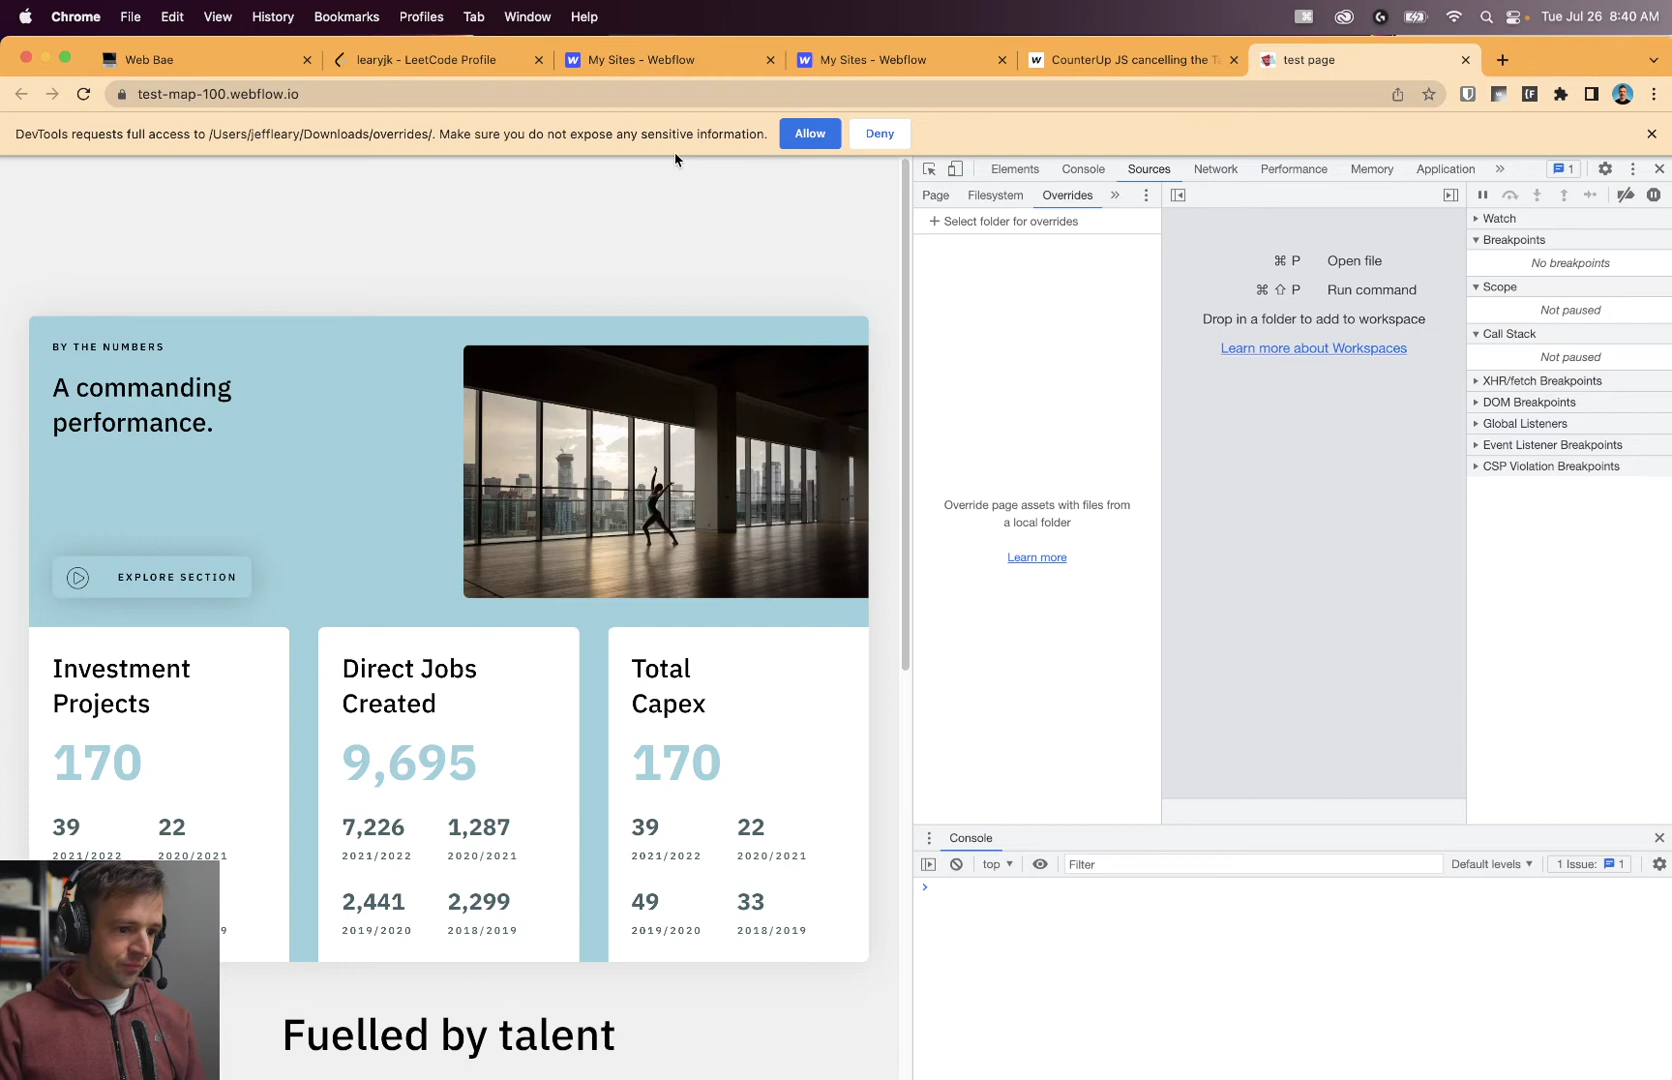 Chrome File Edit View History Bookmarks Profiles Tab Window Help Tue Jul 26 8:40 AM
Web Bae learyjk - LeetCode Profile My Sites - Webflow My Sites - Webflow CounterUp JS cancelling the Ta test page
test-map-100.webflow.io
DevTools requests full access to /Users/jeffleary/Downloads/overrides/. Make sure you do not expose any sensitive information. Allow Deny
Elements Console Sources Network Performance Memory Application » 1
Page Filesystem Overrides »
+ Select folder for overrides
Override page assets with files from
a local folder
Learn more
⌘ P Open file
⌘ ⇧ P Run command
Drop in a folder to add to workspace
Learn more about Workspaces
Watch
Breakpoints
No breakpoints
Scope
Not paused
Call Stack
Not paused
XHR/fetch Breakpoints
DOM Breakpoints
Global Listeners
Event Listener Breakpoints
CSP Violation Breakpoints
Console
top Filter Default levels 1 Issue: 1
BY THE NUMBERS
A commanding
performance.
EXPLORE SECTION
Investment
Projects
170
39 22
2021/2022 2020/2021
Direct Jobs
Created
9,695
7,226 1,287
2021/2022 2020/2021
2,441 2,299
2019/2020 2018/2019
Total
Capex
170
39 22
2021/2022 2020/2021
49 33
2019/2020 2018/2019
Fuelled by talent